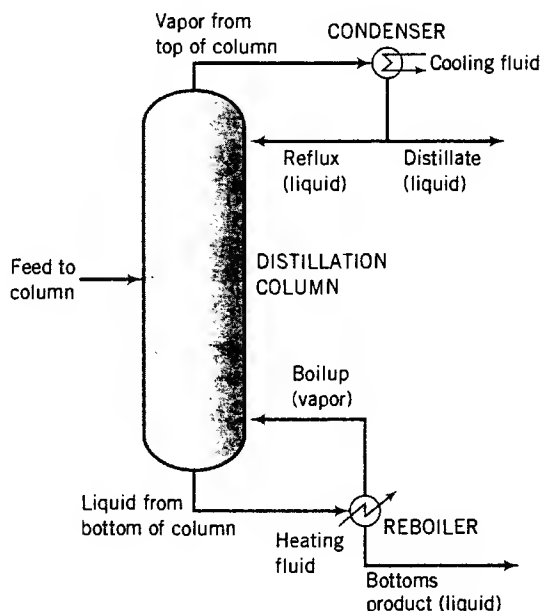 Vapor from
top of column
CONDENSER
Cooling fluid
Reflux
(liquid)
Distillate
(liquid)
Feed to
column
DISTILLATION
COLUMN
Boilup
(vapor)
Liquid from
bottom of column
Heating
fluid
REBOILER
Bottoms
product (liquid)